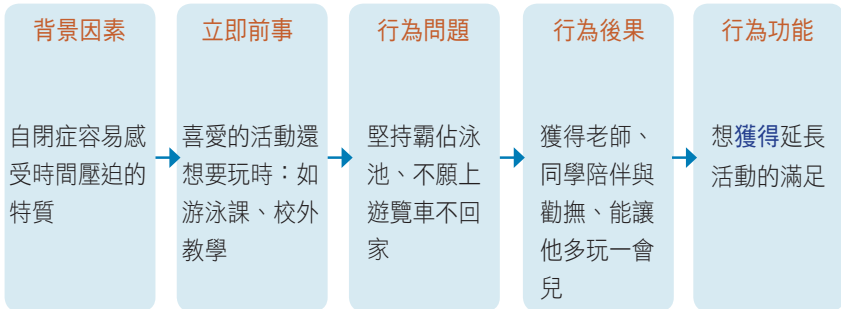 背景因素
自閉症容易感
受時間壓迫的
特質
立即前事
喜愛的活動還
想要玩時：如
游泳課、校外
教學
行為問題
堅持霸佔泳
池、不願上
遊覽車不回
家
行為後果
獲得老師、
同學陪伴與
勸撫、能讓
他多玩一會
兒
行為功能
想獲得延長
活動的滿足